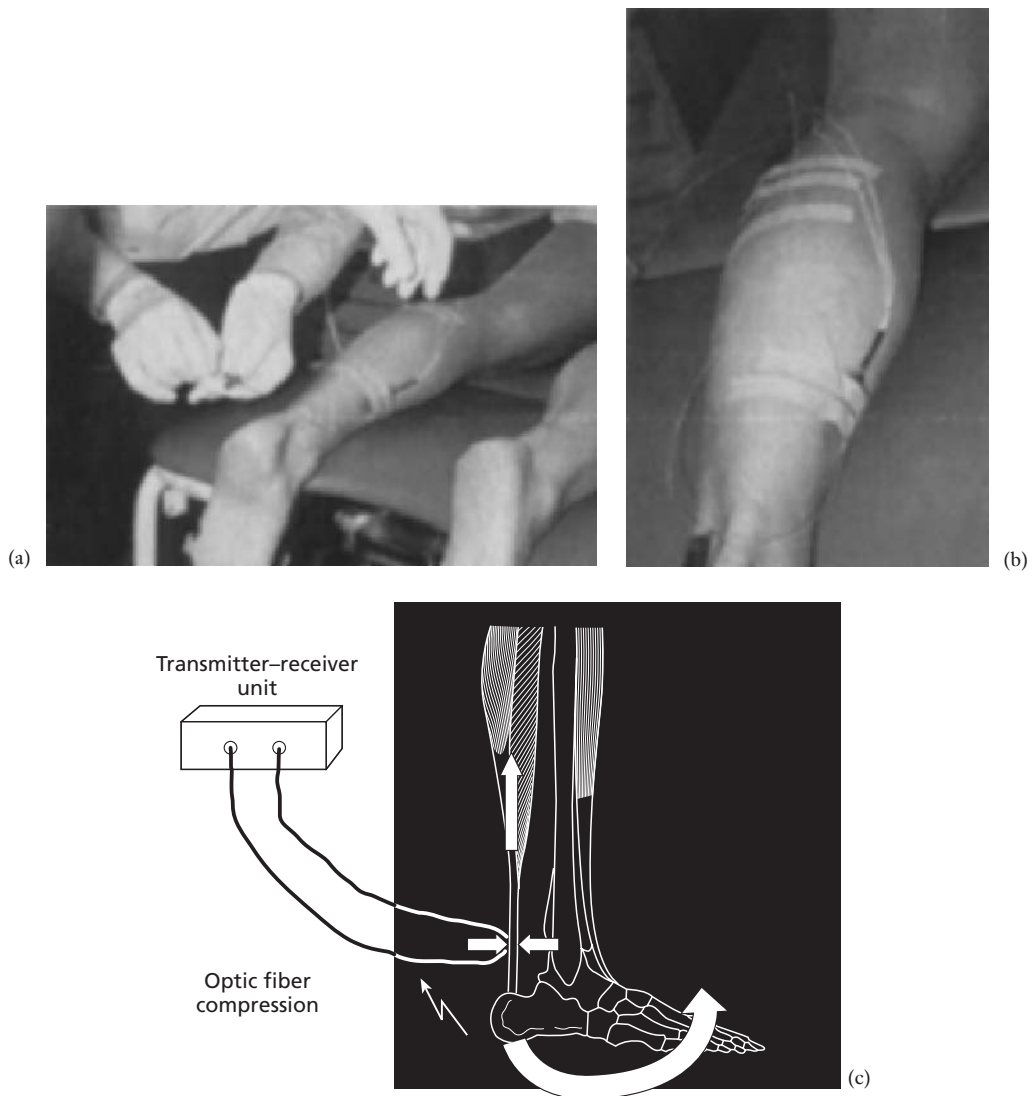 (a)
(b)
Transmitter–receiver
unit
Optic fiber
compression
(c)